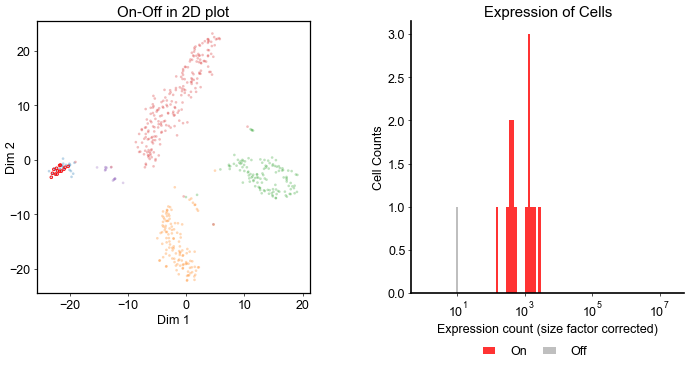 On-Off in 2D plot
20
10
0
−10
−20
Dim 2
−20 −10 0 10 20
Dim 1
Expression of Cells
3.0
2.5
2.0
1.5
1.0
0.5
0.0
Cell Counts
10^1 10^3 10^5 10^7
Expression count (size factor corrected)
On Off